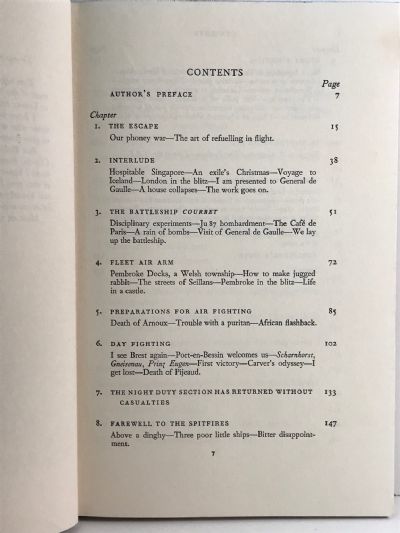 CONTENTS
Page
AUTHOR'S PREFACE 7
Chapter
1. THE ESCAPE 15
Our phoney war—The art of refuelling in flight.
2. INTERLUDE 38
Hospitable Singapore—An exile's Christmas—Voyage to
Iceland—London in the blitz—I am presented to General de
Gaulle—A house collapses—The work goes on.
3. THE BATTLESHIP COURBET 51
Disciplinary experiments—Ju 87 bombardment—The Café de
Paris—A rain of bombs—Visit of General de Gaulle—We lay
up the battleship.
4. FLEET AIR ARM 72
Pembroke Docks, a Welsh township—How to make jugged
rabbit—The streets of Seillans—Pembroke in the blitz—Life
in a castle.
5. PREPARATIONS FOR AIR FIGHTING 85
Death of Arnoux—Trouble with a puritan—African flashback.
6. DAY FIGHTING 102
I see Brest again—Port-en-Bessin welcomes us—Scharnhorst,
Gneisenau, Prinz Eugen—First victory—Carver's odyssey—I
get lost—Death of Pijeaud.
7. THE NIGHT DUTY SECTION HAS RETURNED WITHOUT 133
CASUALTIES
8. FAREWELL TO THE SPITFIRES 147
Above a dinghy—Three poor little ships—Bitter disappoint-
ment.
7